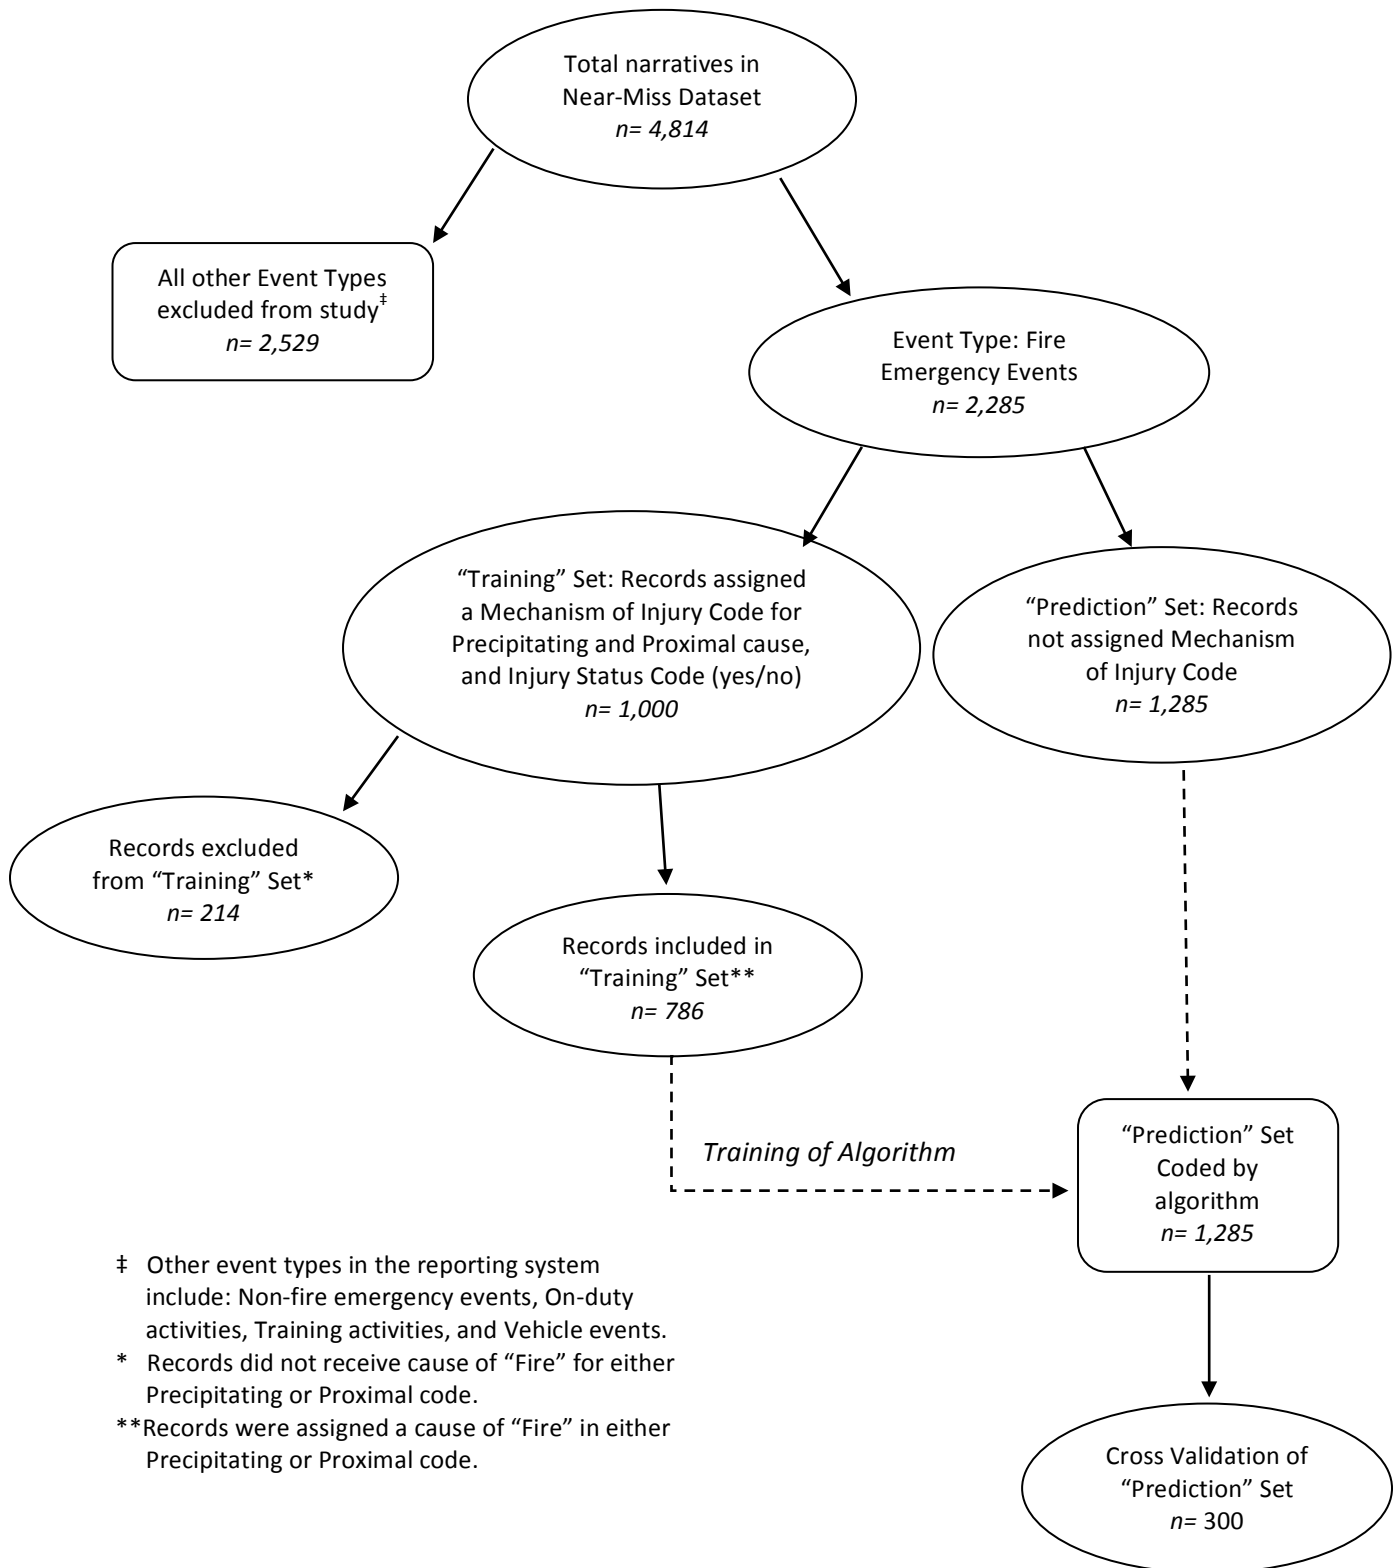 Total narratives in
Near-Miss Dataset
n= 4,814
All other Event Types
excluded from study‡
n= 2,529
Event Type: Fire
Emergency Events
n= 2,285
“Training” Set: Records assigned
a Mechanism of Injury Code for
Precipitating and Proximal cause,
and Injury Status Code (yes/no)
n= 1,000
“Prediction” Set: Records
not assigned Mechanism
of Injury Code
n= 1,285
Records excluded
from “Training” Set*
n= 214
Records included in
“Training” Set**
n= 786
Training of Algorithm
“Prediction” Set
Coded by
algorithm
n= 1,285
‡ Other event types in the reporting system
include: Non-fire emergency events, On-duty
activities, Training activities, and Vehicle events.
* Records did not receive cause of “Fire” for either
Precipitating or Proximal code.
**Records were assigned a cause of “Fire” in either
Precipitating or Proximal code.
Cross Validation of
“Prediction” Set
n= 300